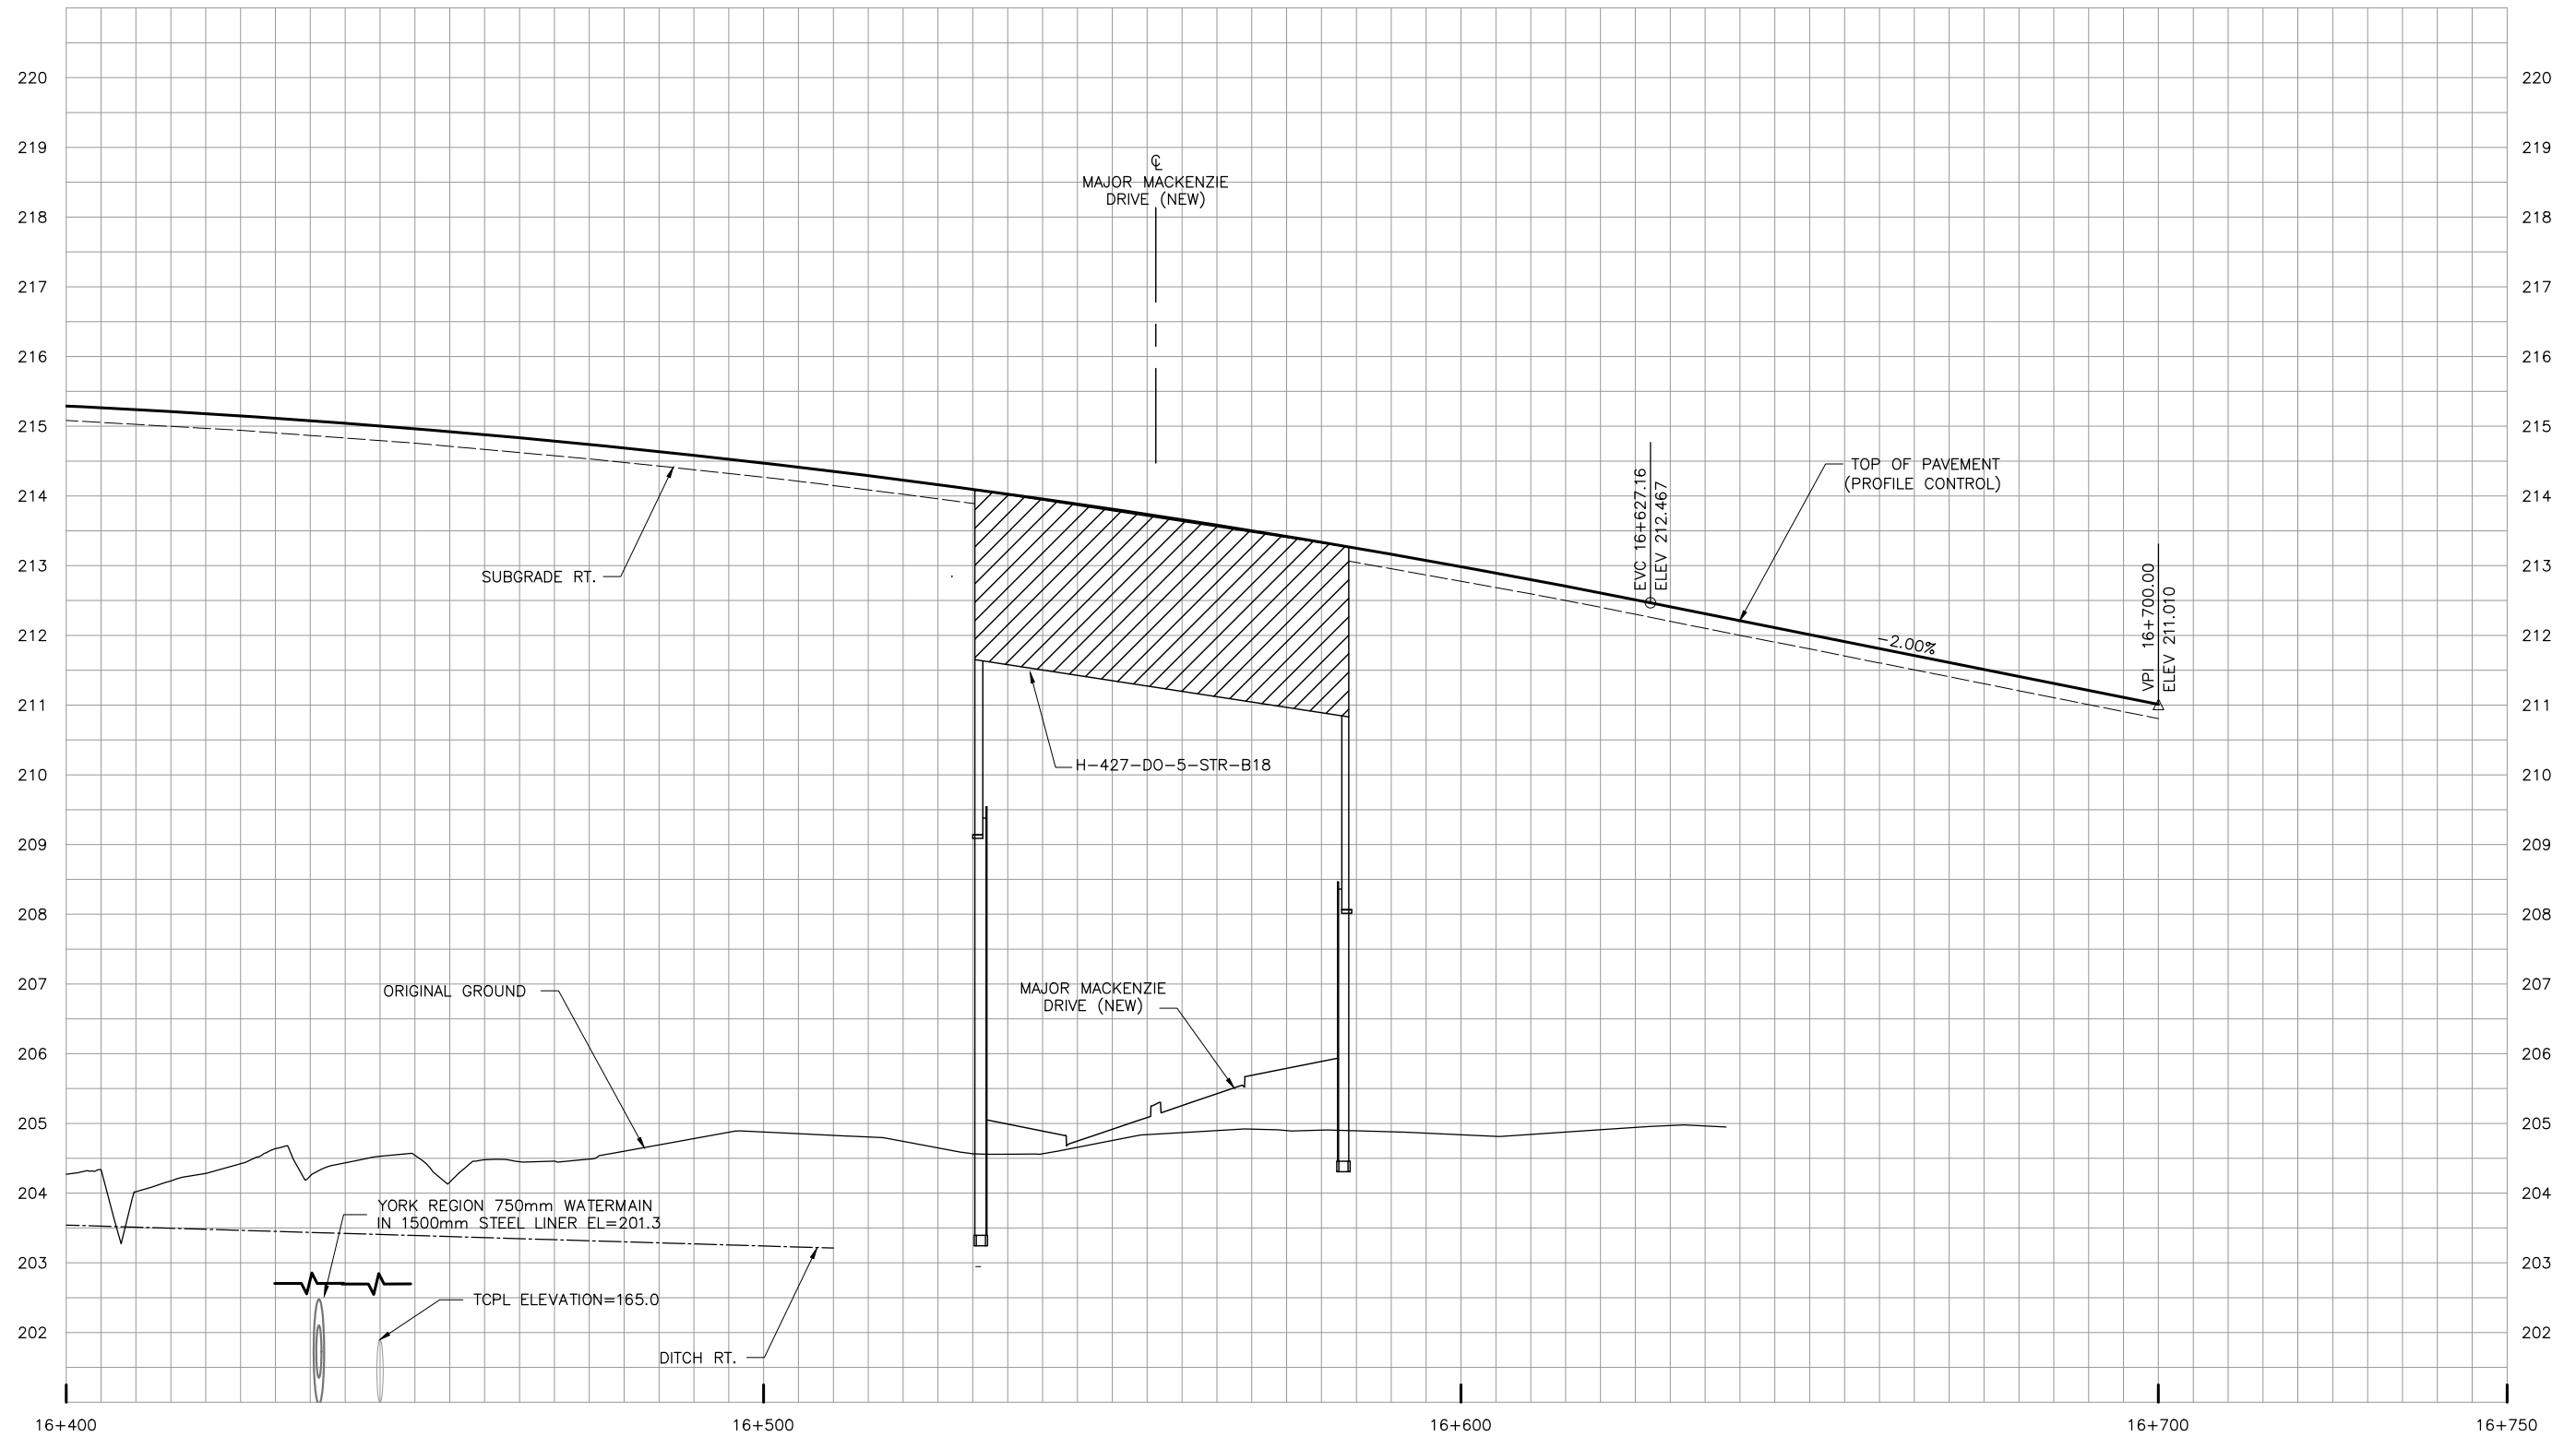 220
220
219
219
℄
MAJOR MACKENZIE
DRIVE (NEW)
218
218
217
217
216
216
215
215
TOP OF PAVEMENT
(PROFILE CONTROL)
EVC 16+627.16
ELEV 212.467
214
214
SUBGRADE RT.
213
213
VPI 16+700.00
ELEV 211.010
212
212
-2.00%
211
211
H-427-DO-5-STR-B18
210
210
209
209
208
208
207
207
ORIGINAL GROUND
MAJOR MACKENZIE
DRIVE (NEW)
206
206
205
205
204
204
YORK REGION 750mm WATERMAIN
IN 1500mm STEEL LINER EL=201.3
203
203
TCPL ELEVATION=165.0
202
202
DITCH RT.
16+400
16+500
16+600
16+700
16+750